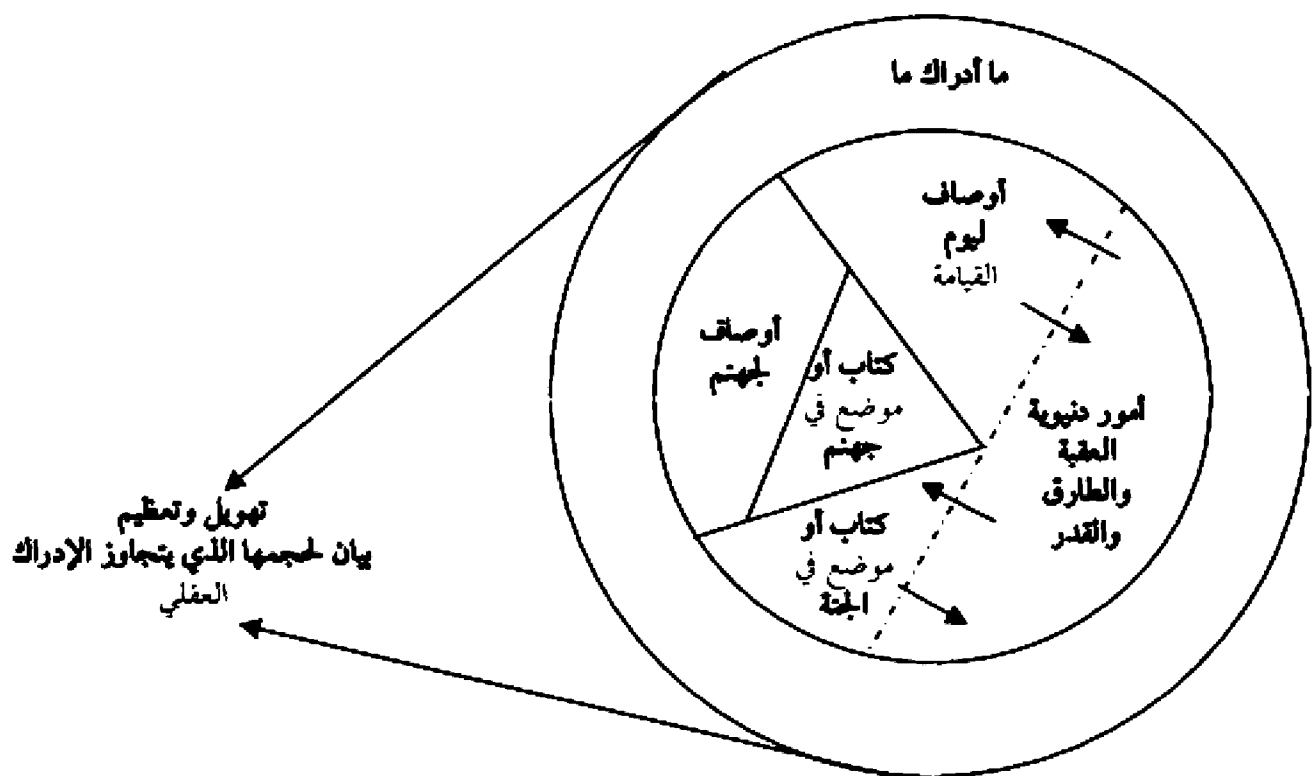 ما أدراك ما
أوصاف
ليوم
القيامة
أوصاف
لجهنم
كتاب أو
موضع في
جهنم
أمور دنيوية
العقبة
والطارق
والقدر
كتاب أو
موضع في
الجنة
تهويل وتعظيم
بيان لحجمها الذي يتجاوز الإدراك
العقلي